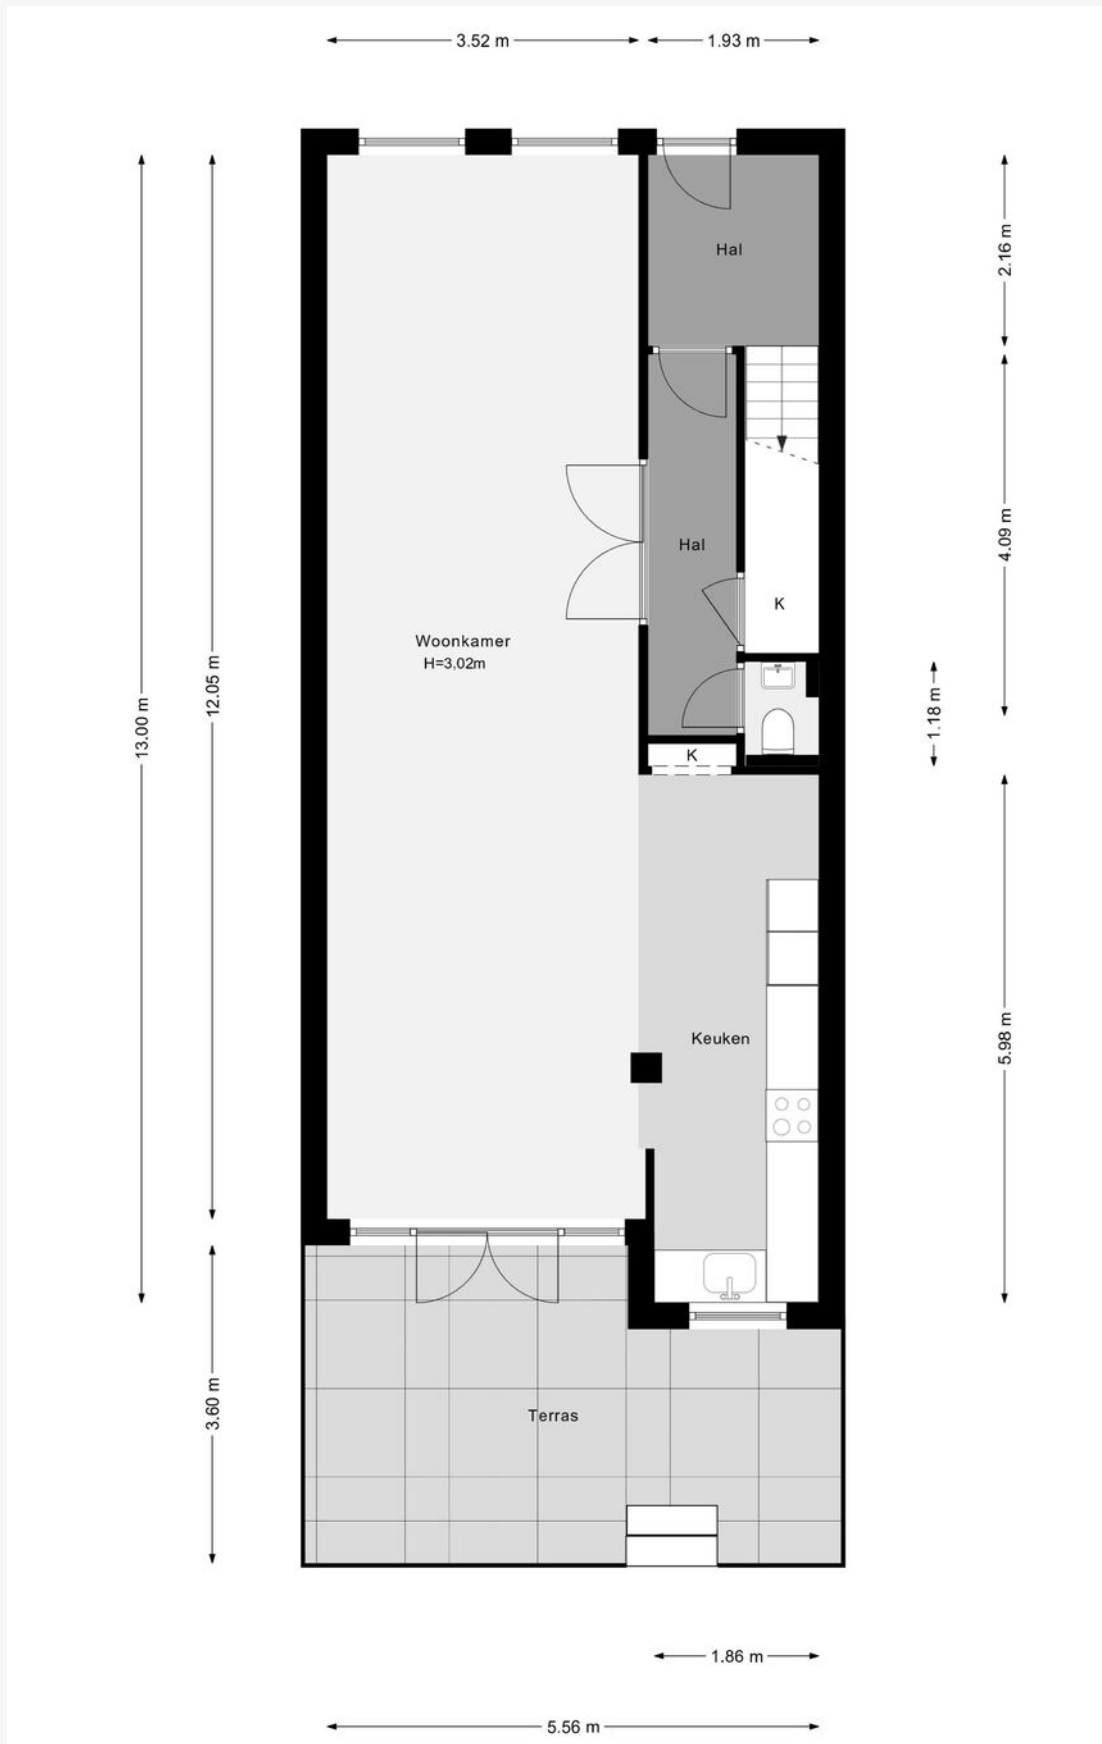 3.52 m
1.93 m
Hal
2.16 m
4.09 m
Hal
K
Woonkamer
H=3,02m
12.05 m
13.00 m
1.18 m
K
Keuken
5.98 m
3.60 m
Terras
1.86 m
5.56 m